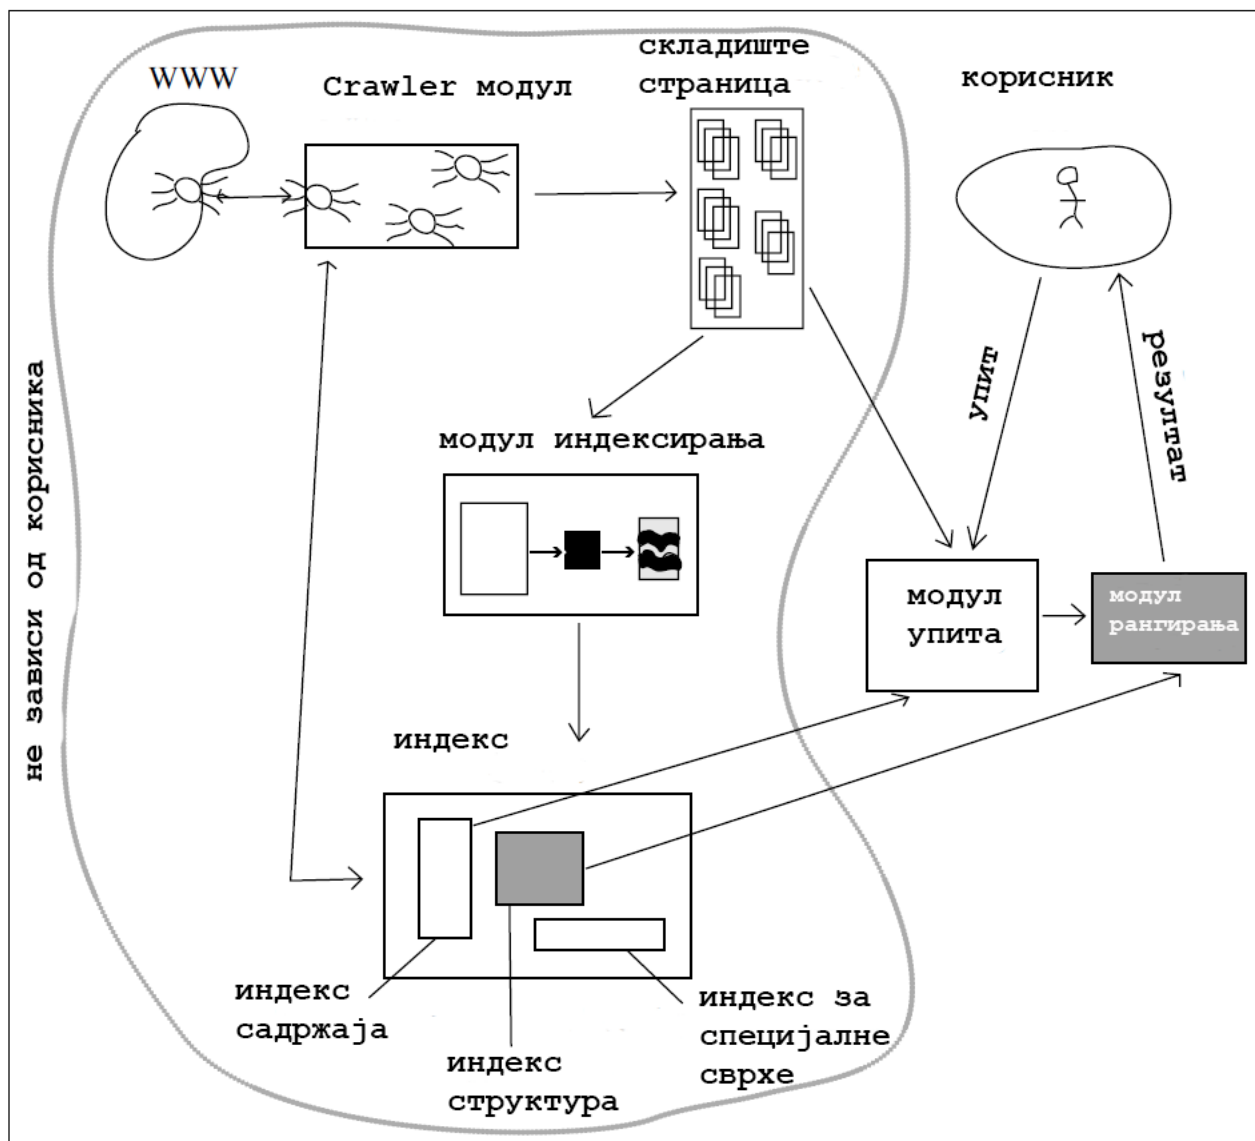 WWW
Crawler модул
складиште
страница
корисник
не зависи од корисника
упит
резултат
модул индексирања
модул
упита
модул
рангирања
индекс
индекс
садржаја
индекс
структура
индекс за
специјалне
сврхе